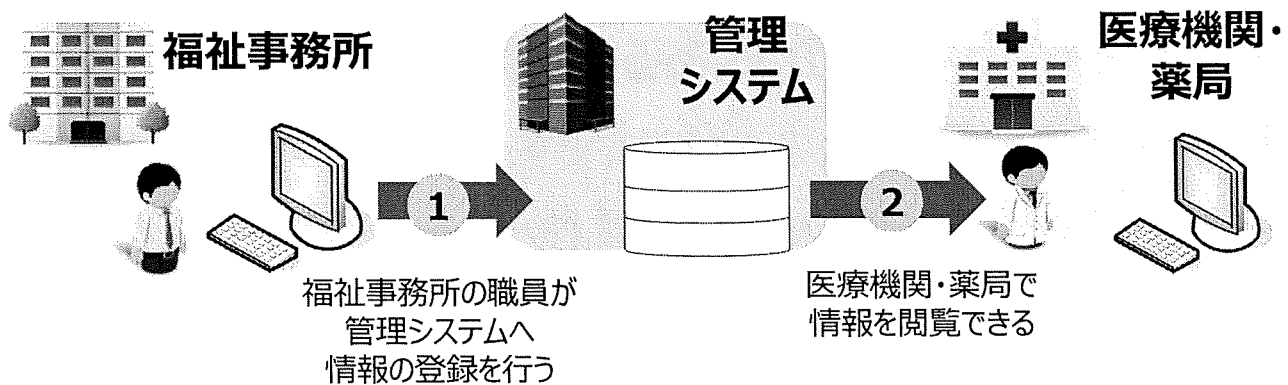 福祉事務所
管理
システム
医療機関・
薬局
1
2
福祉事務所の職員が
管理システムへ
情報の登録を行う
医療機関・薬局で
情報を閲覧できる